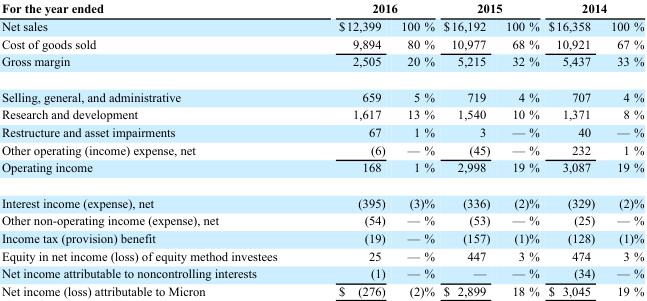 For the year ended 2016 2015 2014
Net sales $12,399 100 % $16,192 100 % $16,358 100 %
Cost of goods sold 9,894 80 % 10,977 68 % 10,921 67 %
Gross margin 2,505 20 % 5,215 32 % 5,437 33 %
Selling, general, and administrative 659 5 % 719 4 % 707 4 %
Research and development 1,617 13 % 1,540 10 % 1,371 8 %
Restructure and asset impairments 67 1 % 3 — % 40 — %
Other operating (income) expense, net (6) — % (45) — % 232 1 %
Operating income 168 1 % 2,998 19 % 3,087 19 %
Interest income (expense), net (395) (3)% (336) (2)% (329) (2)%
Other non-operating income (expense), net (54) — % (53) — % (25) — %
Income tax (provision) benefit (19) — % (157) (1)% (128) (1)%
Equity in net income (loss) of equity method investees 25 — % 447 3 % 474 3 %
Net income attributable to noncontrolling interests (1) — % — — % (34) — %
Net income (loss) attributable to Micron $ (276) (2)% $ 2,899 18 % $ 3,045 19 %